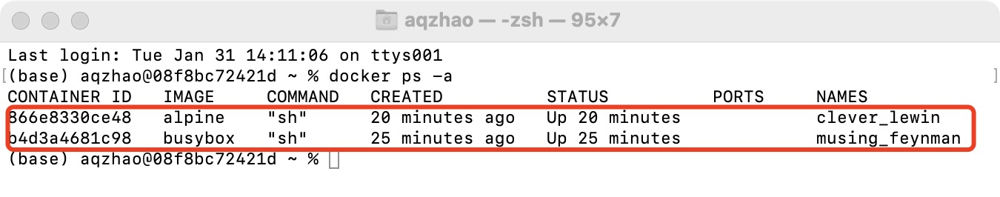 aqzhao — -zsh — 95×7
Last login: Tue Jan 31 14:11:06 on ttys001
[(base) aqzhao@08f8bc72421d ~ % docker ps -a ]
CONTAINER ID   IMAGE     COMMAND   CREATED          STATUS          PORTS     NAMES
866e8330ce48   alpine    "sh"      20 minutes ago   Up 20 minutes             clever_lewin
b4d3a4681c98   busybox   "sh"      25 minutes ago   Up 25 minutes             musing_feynman
(base) aqzhao@08f8bc72421d ~ %